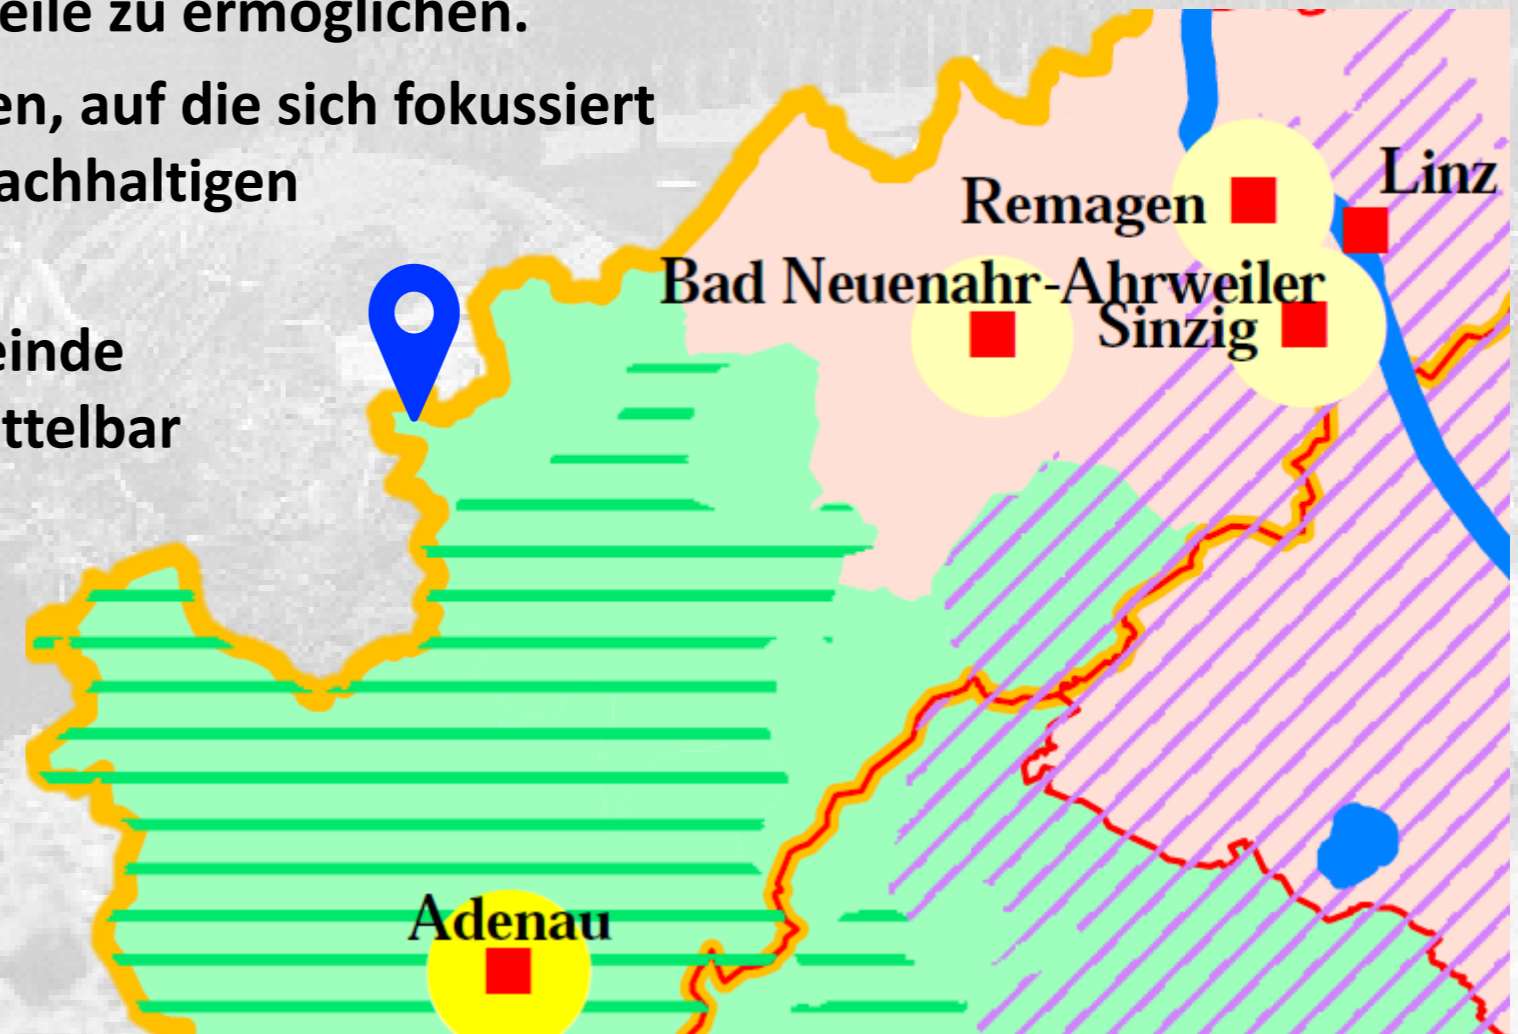 eile zu ermöglichen.
en, auf die sich fokussiert
achhaltigen
einde
ttelbar
Linz
Remagen
Bad Neuenahr-Ahrweiler
Sinzig
Adenau